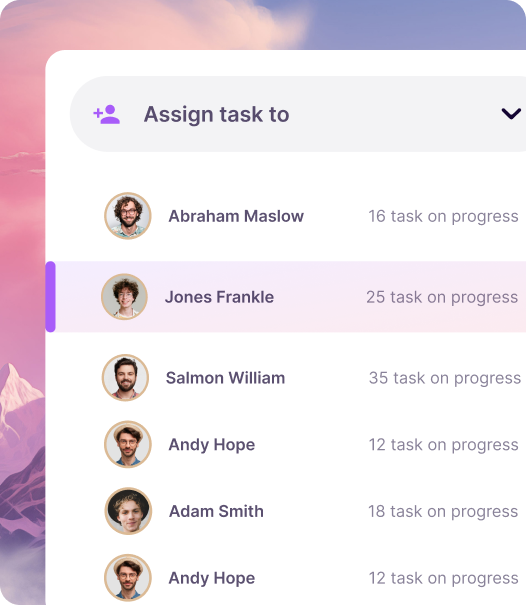 Assign task to
Abraham Maslow 16 task on progress
Jones Frankle 25 task on progress
Salmon William 35 task on progress
Andy Hope 12 task on progress
Adam Smith 18 task on progress
Andy Hope 12 task on progress